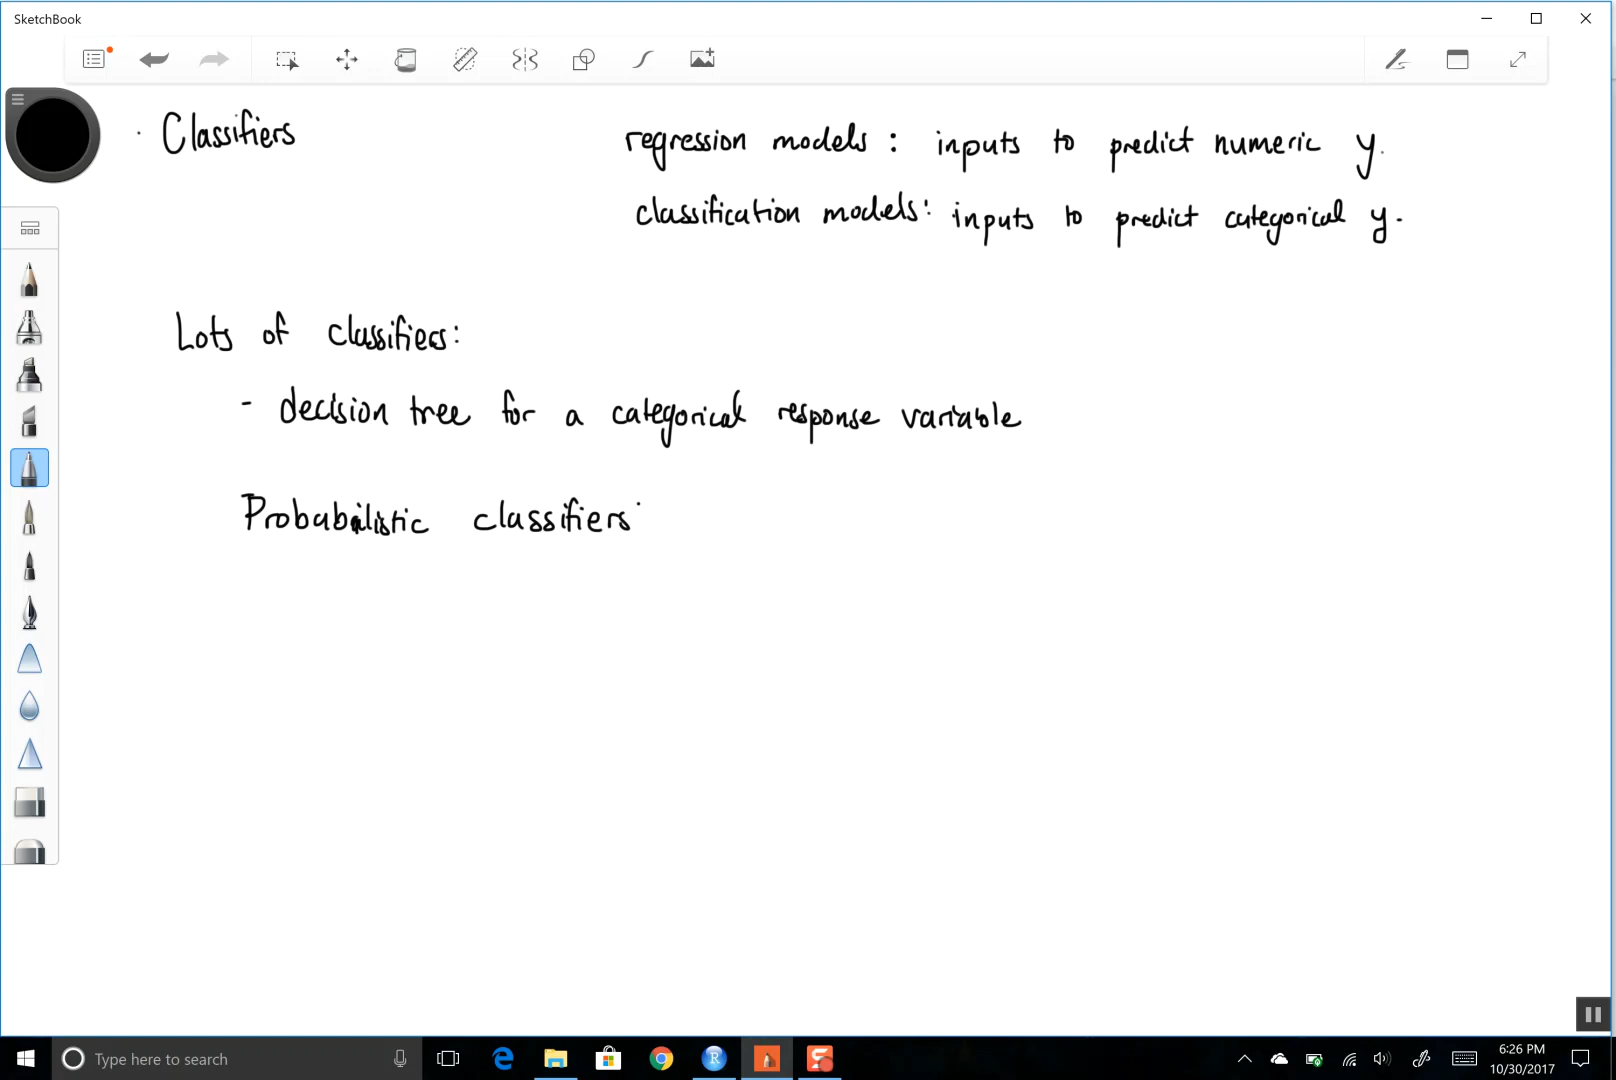 SketchBook
· Classifiers
regression models : inputs to predict numeric y.
classification models: inputs to predict categorical y.
Lots of classifiers:
- decision tree for a categorical response variable
Probabilistic classifiers
Type here to search
6:26 PM
10/30/2017